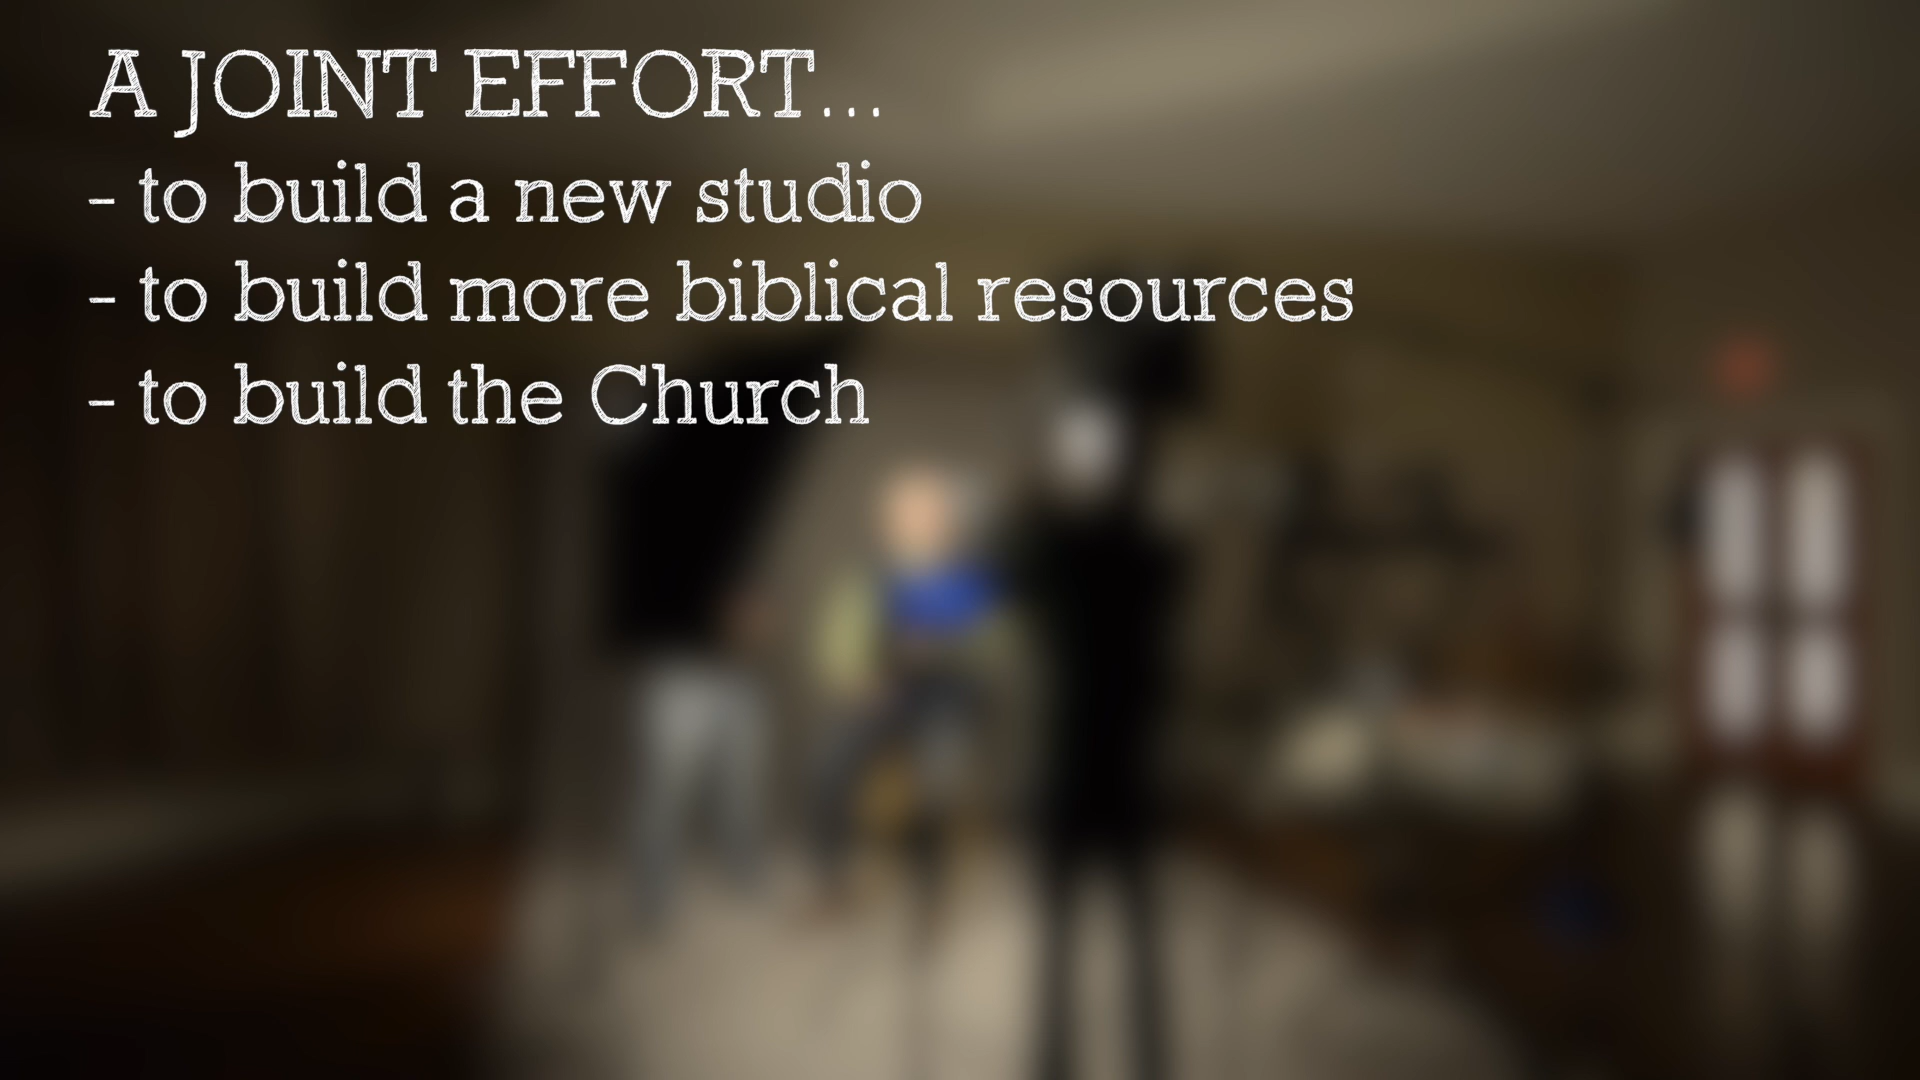 A JOINT EFFORT...
- to build a new studio
- to build more biblical resources
- to build the Church